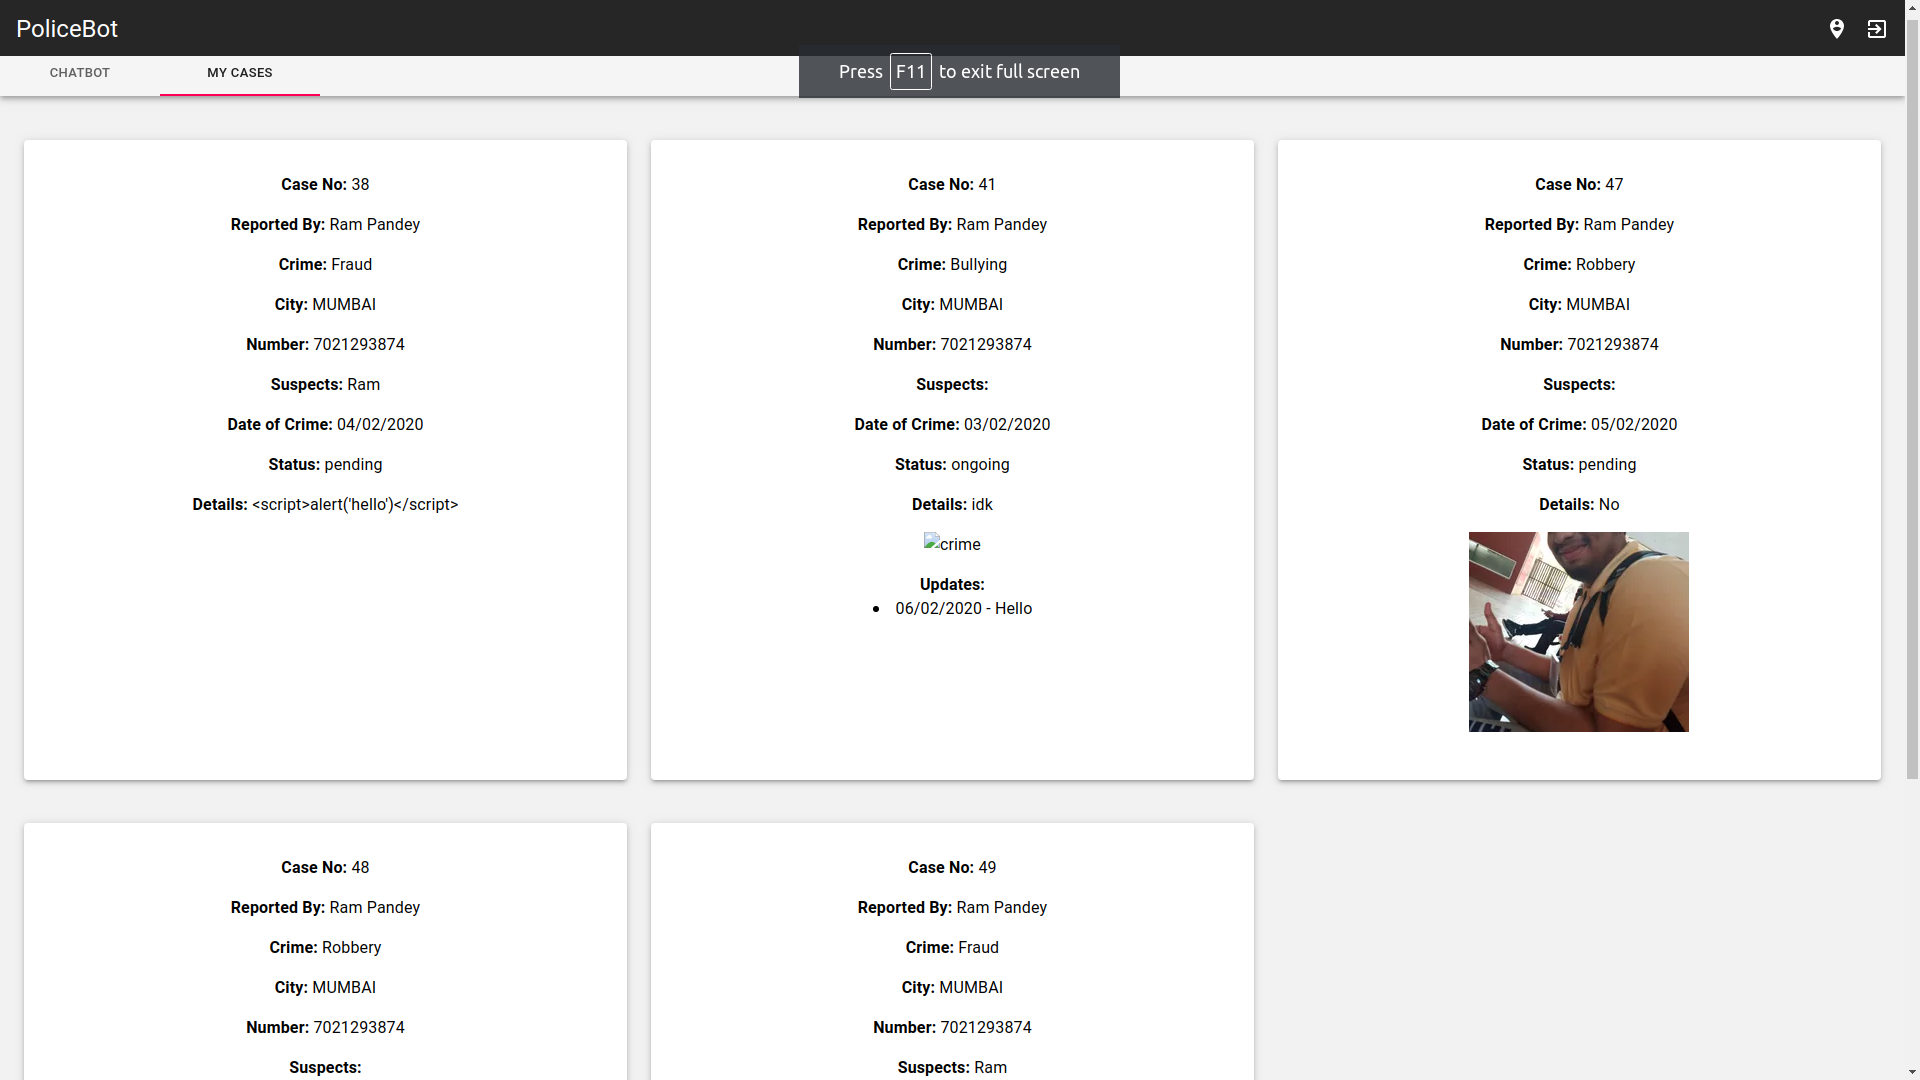 PoliceBot
CHATBOT
MY CASES
Press F11 to exit full screen
Case No: 38
Reported By: Ram Pandey
Crime: Fraud
City: MUMBAI
Number: 7021293874
Suspects: Ram
Date of Crime: 04/02/2020
Status: pending
Details: <script>alert('hello')</script>
Case No: 41
Reported By: Ram Pandey
Crime: Bullying
City: MUMBAI
Number: 7021293874
Suspects:
Date of Crime: 03/02/2020
Status: ongoing
Details: idk
crime
Updates:
• 06/02/2020 - Hello
Case No: 47
Reported By: Ram Pandey
Crime: Robbery
City: MUMBAI
Number: 7021293874
Suspects:
Date of Crime: 05/02/2020
Status: pending
Details: No
Case No: 48
Reported By: Ram Pandey
Crime: Robbery
City: MUMBAI
Number: 7021293874
Suspects:
Case No: 49
Reported By: Ram Pandey
Crime: Fraud
City: MUMBAI
Number: 7021293874
Suspects: Ram